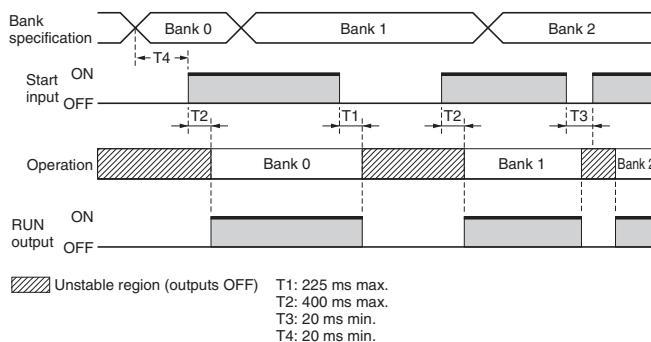 Bank specification
Bank 0
Bank 1
Bank 2
T4
Start input
ON
OFF
T2
T1
T2
T3
Operation
Bank 0
Bank 1
Bank 2
RUN output
ON
OFF
Unstable region (outputs OFF)
T1: 225 ms max.
T2: 400 ms max.
T3: 20 ms min.
T4: 20 ms min.